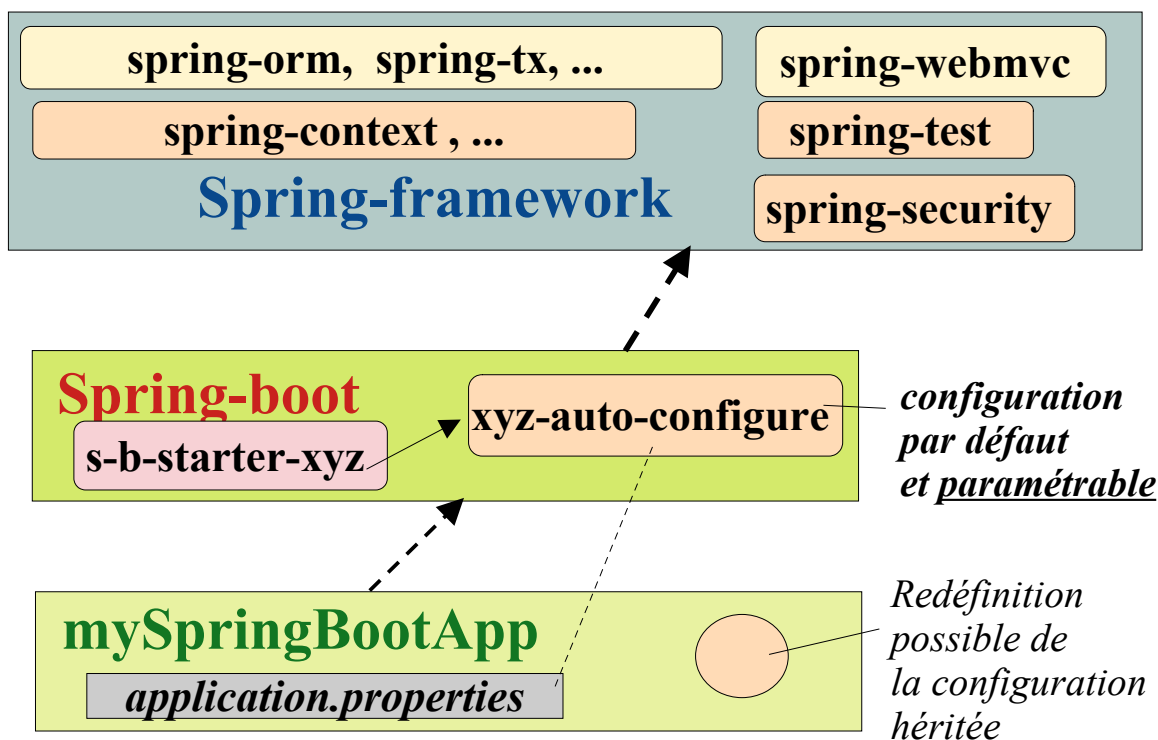 spring-orm, spring-tx, ...
spring-webmvc
spring-context , ...
spring-test
Spring-framework
spring-security
Spring-boot
xyz-auto-configure
s-b-starter-xyz
configuration
par défaut
et paramétrable
mySpringBootApp
application.properties
Redéfinition
possible de
la configuration
héritée